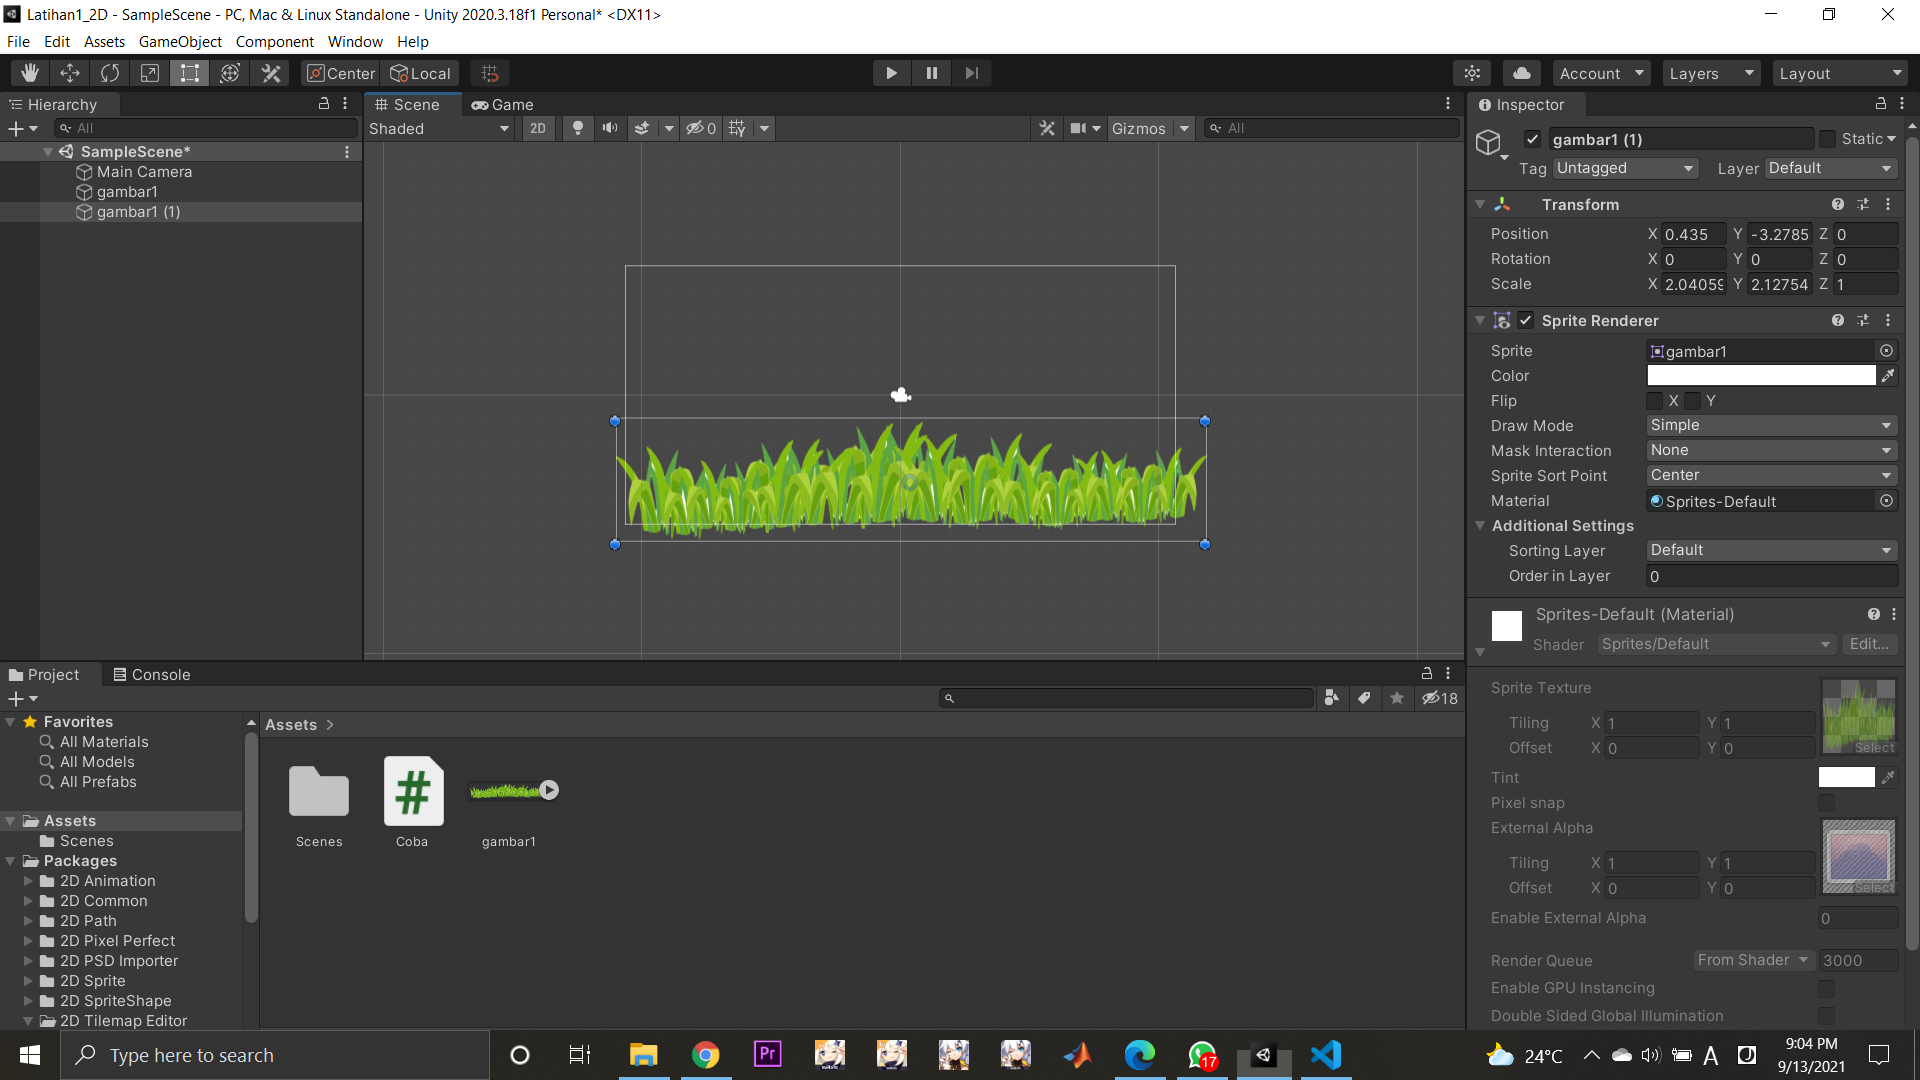 Latihan1_2D - SampleScene - PC, Mac & Linux Standalone - Unity 2020.3.18f1 Personal* <DX11>
File Edit Assets GameObject Component Window Help
Center Local Account Layers Layout
Hierarchy
All
SampleScene*
Main Camera
gambar1
gambar1 (1)
Scene Game
Shaded 2D 0 Gizmos All
Inspector
gambar1 (1) Static
Tag Untagged Layer Default
Transform
Position X 0.435 Y -3.2785 Z 0
Rotation X 0 Y 0 Z 0
Scale X 2.04059 Y 2.12754 Z 1
Sprite Renderer
Sprite gambar1
Color
Flip X Y
Draw Mode Simple
Mask Interaction None
Sprite Sort Point Center
Material Sprites-Default
Additional Settings
Sorting Layer Default
Order in Layer 0
Sprites-Default (Material)
Shader Sprites/Default Edit...
Sprite Texture
Tiling X 1 Y 1
Offset X 0 Y 0
Select
Tint
Pixel snap
External Alpha
Tiling X 1 Y 1
Offset X 0 Y 0
Select
Enable External Alpha 0
Render Queue From Shader 3000
Enable GPU Instancing
Double Sided Global Illumination
Project Console
18
Favorites
All Materials
All Models
All Prefabs
Assets
Scenes
Packages
2D Animation
2D Common
2D Path
2D Pixel Perfect
2D PSD Importer
2D Sprite
2D SpriteShape
2D Tilemap Editor
Assets
Scenes Coba gambar1
Type here to search
Pr
17
24°C
A
9:04 PM
9/13/2021